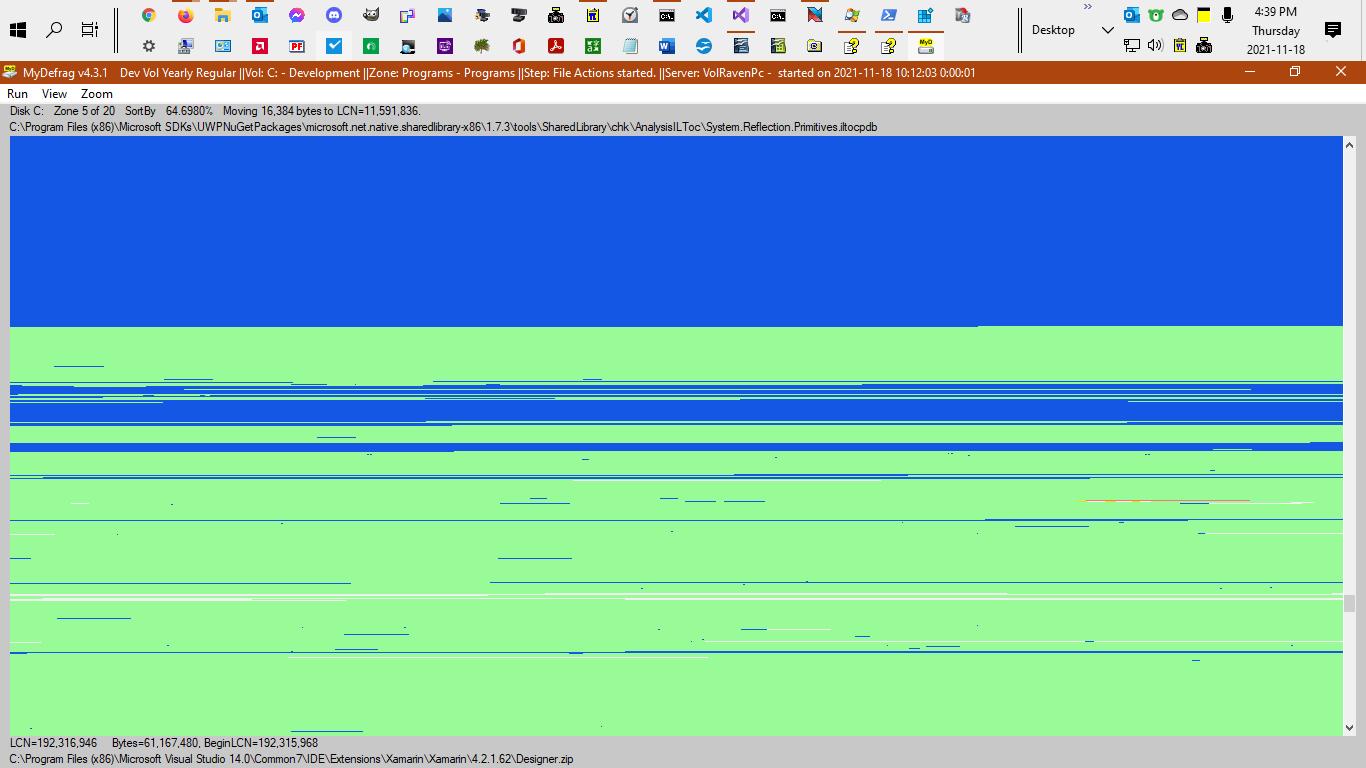 4:39 PM
Desktop
Thursday
2021-11-18
MyDefrag v4.3.1 Dev Vol Yearly Regular ||Vol: C: - Development ||Zone: Programs - Programs ||Step: File Actions started. ||Server: VolRavenPc - started on 2021-11-18 10:12:03 0:00:01
Run View Zoom
Disk C: Zone 5 of 20 SortBy 64.6980% Moving 16,384 bytes to LCN=11,591,836.
C:\Program Files (x86)\Microsoft SDKs\UWPNuGetPackages\microsoft.net.native.sharedlibrary-x86\1.7.3\tools\SharedLibrary\chk\AnalysisILToc\System.Reflection.Primitives.iltocpdb
LCN=192,316,946 Bytes=61,167,480, BeginLCN=192,315,968
C:\Program Files (x86)\Microsoft Visual Studio 14.0\Common7\IDE\Extensions\Xamarin\Xamarin\4.2.1.62\Designer.zip